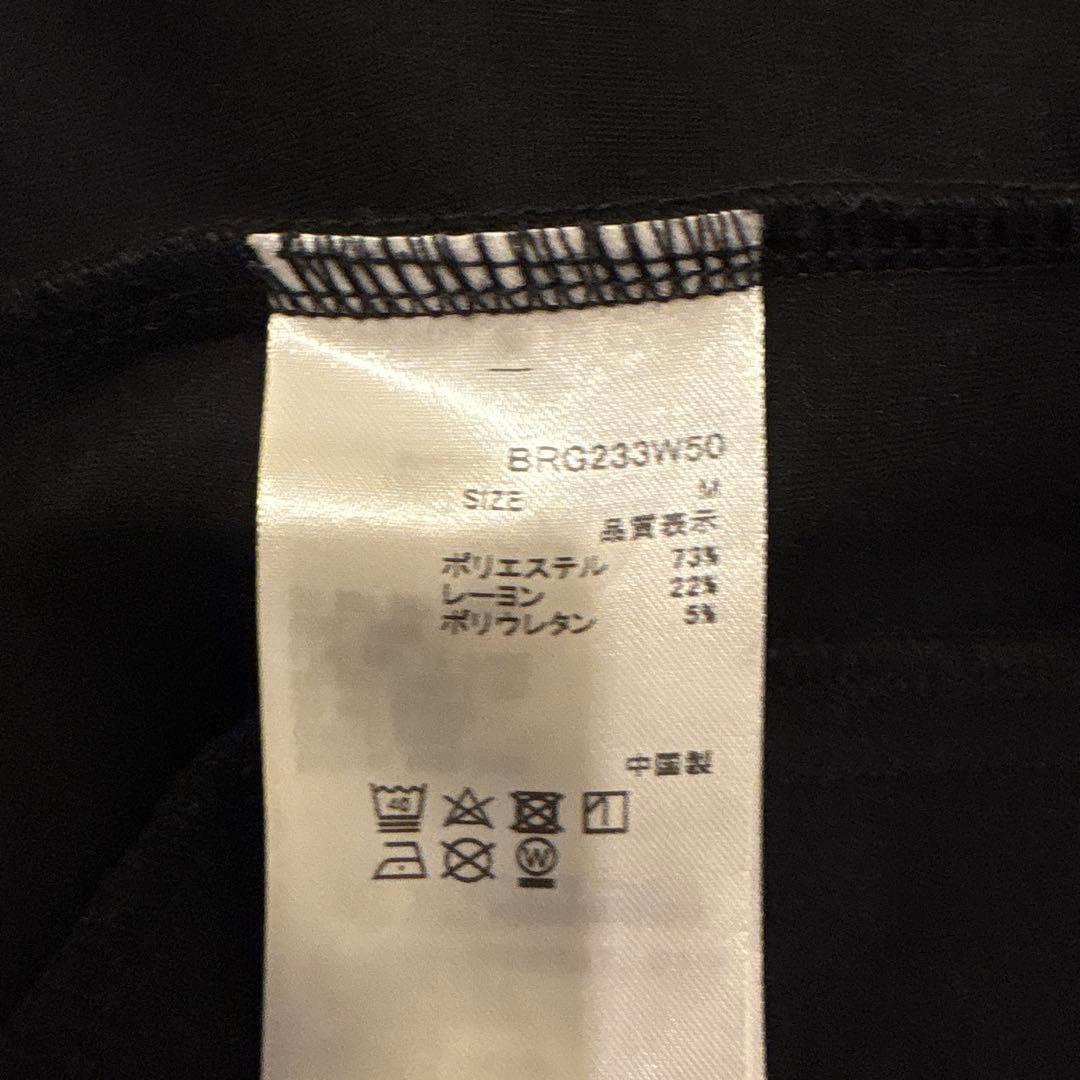 BRG233W50
SIZE M
品質表示
ポリエステル 73%
レーヨン 22%
ポリウレタン 5%
中国製
40
W